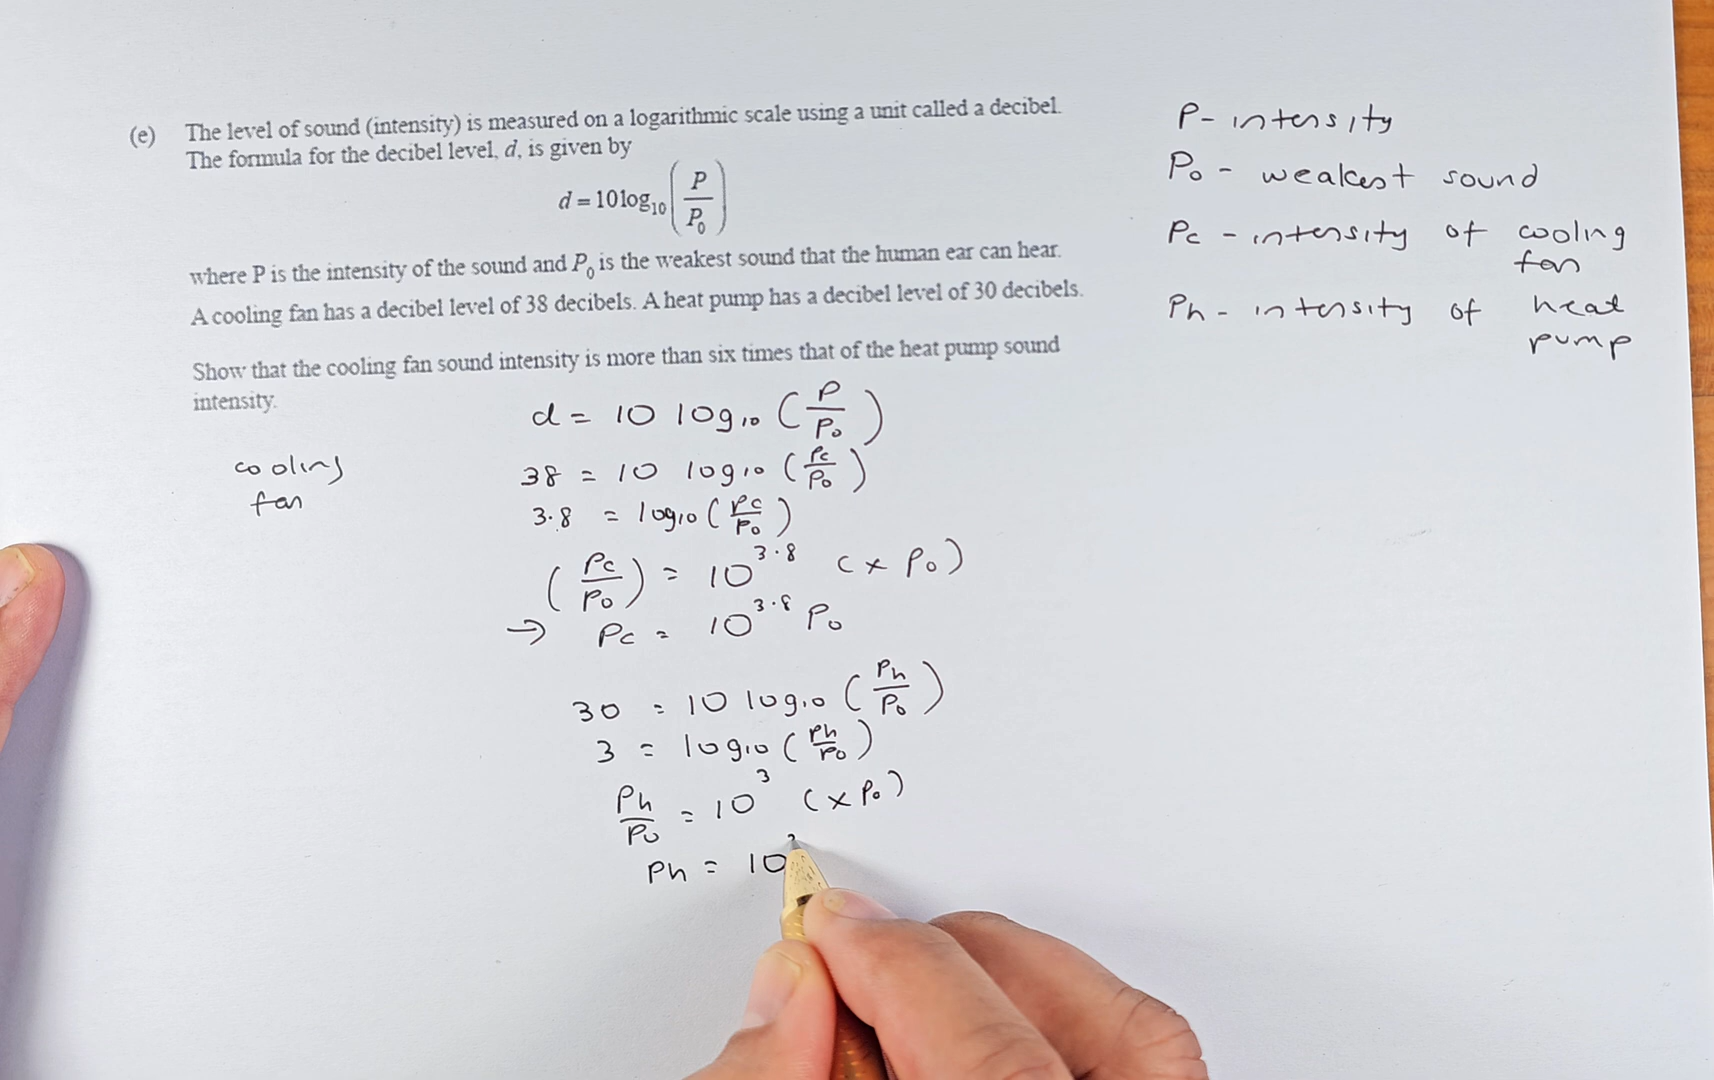 (e) The level of sound (intensity) is measured on a logarithmic scale using a unit called a decibel.
The formula for the decibel level, d, is given by
d = 10 log₁₀ (P/P₀)
where P is the intensity of the sound and P₀ is the weakest sound that the human ear can hear.
A cooling fan has a decibel level of 38 decibels. A heat pump has a decibel level of 30 decibels.
Show that the cooling fan sound intensity is more than six times that of the heat pump sound
intensity.
P - intensity
P₀ - weakest sound
Pc - intensity of cooling
fan
Ph - intensity of heat
pump
cooling
fan
d = 10 log₁₀ (P/P₀)
38 = 10 log₁₀ (Pc/P₀)
3.8 = log₁₀ (Pc/P₀)
(Pc/P₀) = 10^3.8 (× P₀)
→ Pc = 10^3.8 P₀
30 = 10 log₁₀ (Ph/P₀)
3 = log₁₀ (Ph/P₀)
Ph/P₀ = 10^3 (× P₀)
Ph = 10